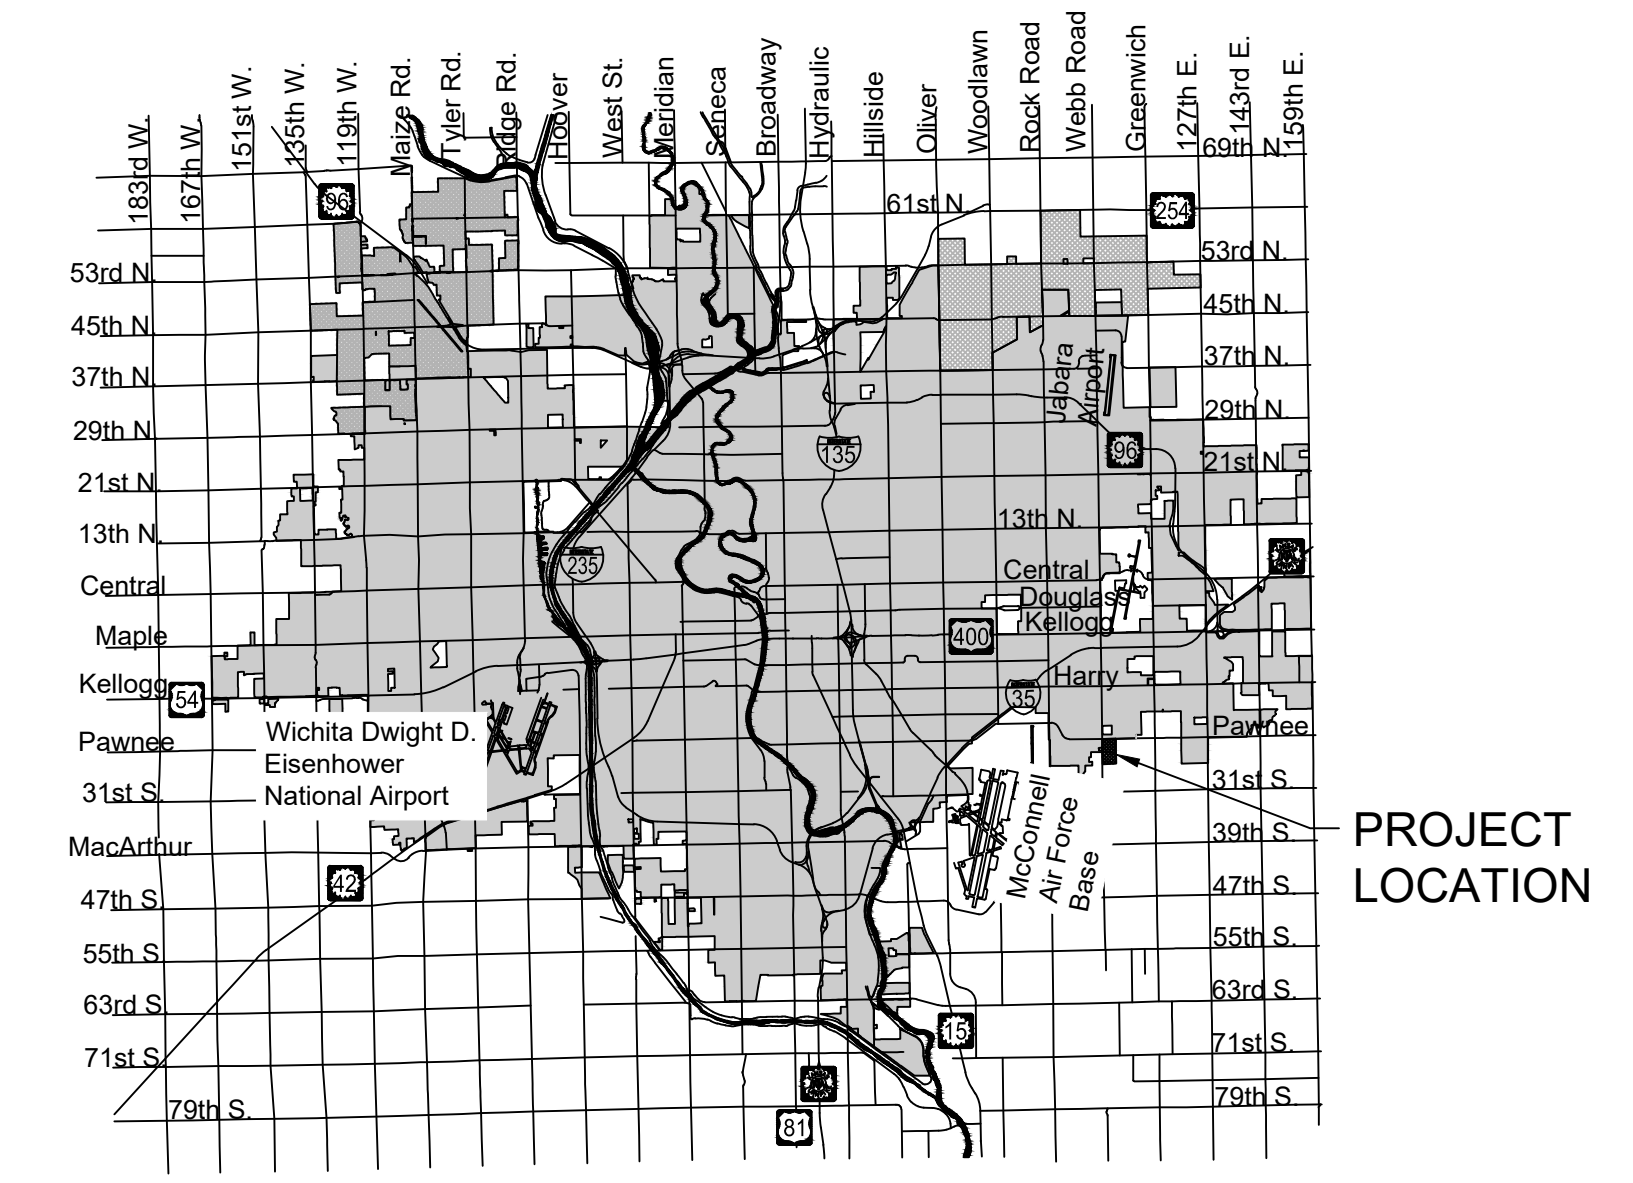 183rd W.
167th W.
151st W.
135th W.
119th W.
Maize Rd.
Tyler Rd.
Ridge Rd.
Hoover
West St.
Meridian
Seneca
Broadway
Hydraulic
Hillside
Oliver
Woodlawn
Rock Road
Webb Road
Greenwich
127th E.
143rd E.
159th E.
69th N.
96
61st N.
254
53rd N.
53rd N.
45th N.
45th N.
37th N.
37th N.
Jabara
Airport
29th N.
29th N.
135
96
21st N.
21st N.
13th N.
13th N.
235
Central
Central
Douglass
Kellogg
Maple
400
Kellogg
54
Harry
35
Wichita Dwight D.
Eisenhower
National Airport
Pawnee
Pawnee
31st S.
31st S.
McConnell
Air Force
Base
PROJECT
LOCATION
MacArthur
39th S.
42
47th S.
47th S.
55th S.
55th S.
63rd S.
63rd S.
15
71st S.
71st S.
79th S.
79th S.
81